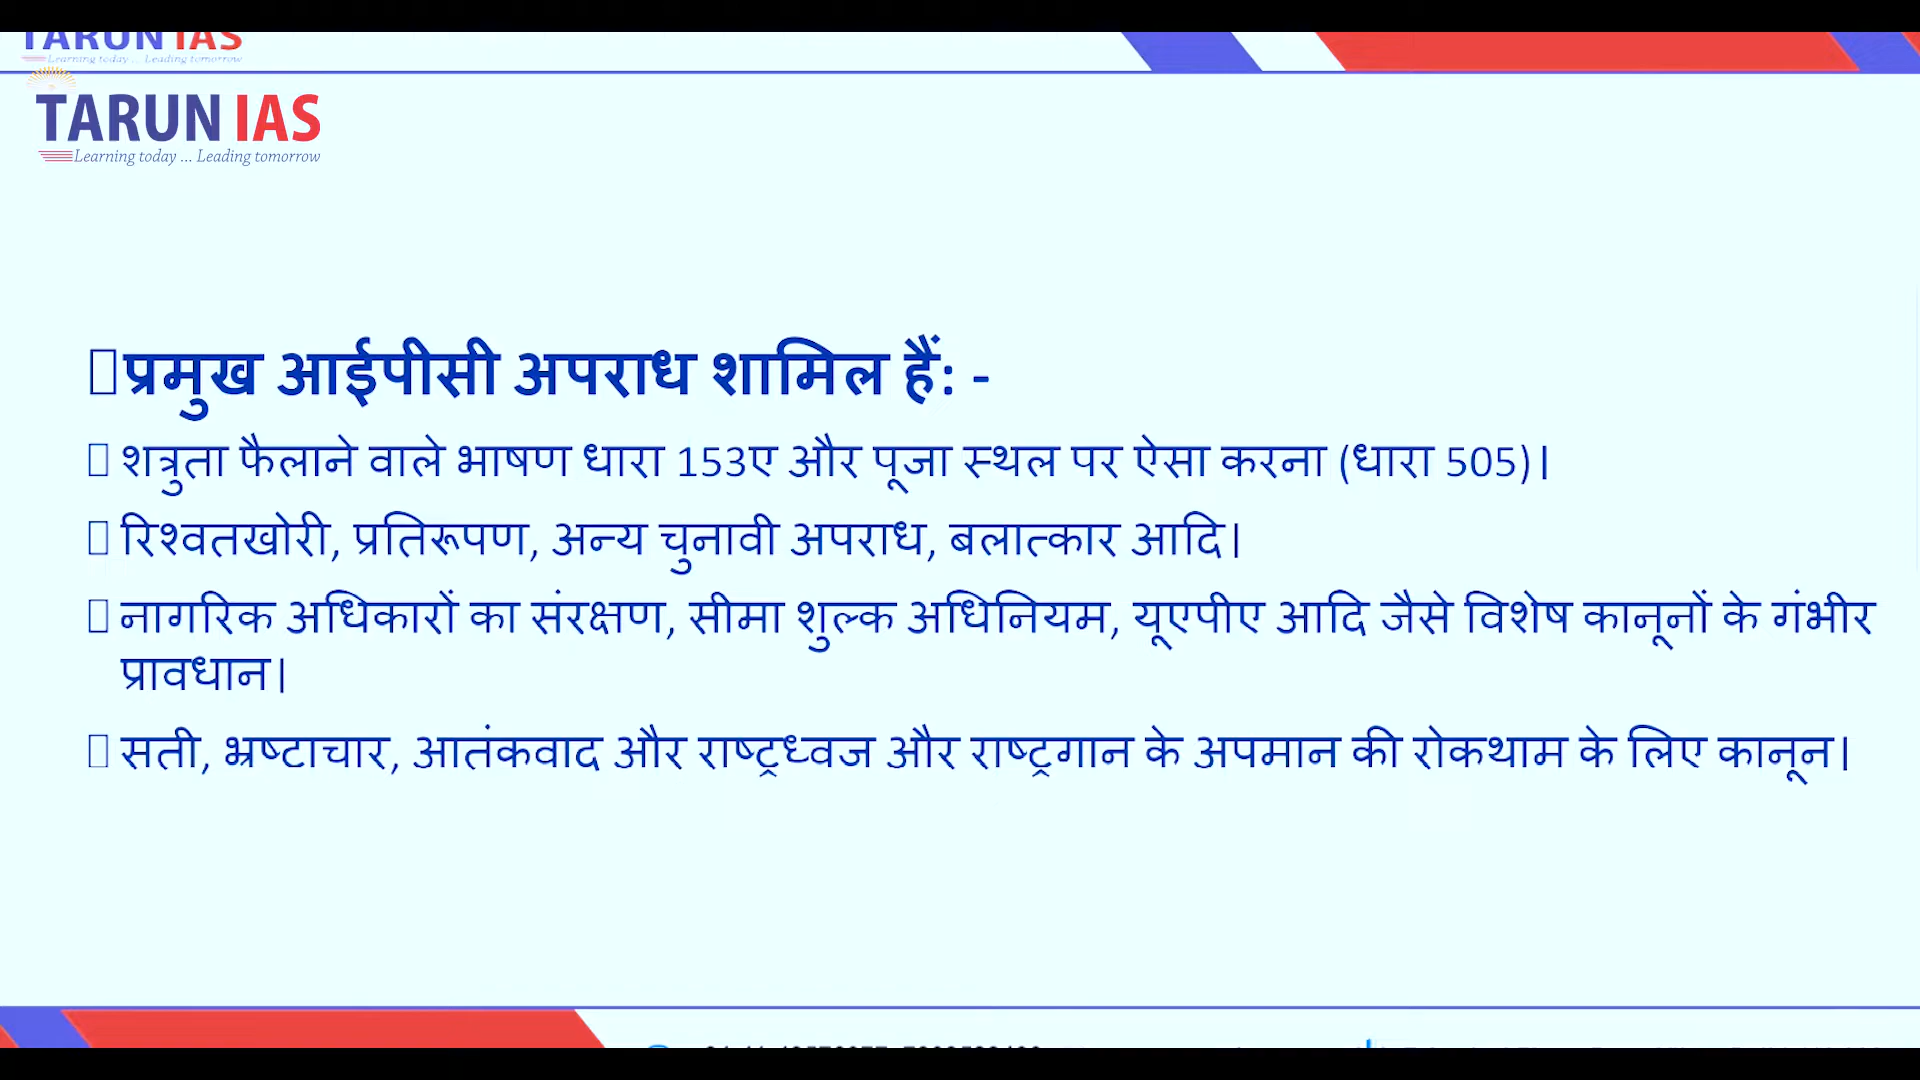 TARUN IAS
Learning today ... Leading tomorrow
TARUN IAS
Learning today ... Leading tomorrow
प्रमुख आईपीसी अपराध शामिल हैं: -
शत्रुता फैलाने वाले भाषण धारा 153ए और पूजा स्थल पर ऐसा करना (धारा 505)।
रिश्वतखोरी, प्रतिरूपण, अन्य चुनावी अपराध, बलात्कार आदि।
नागरिक अधिकारों का संरक्षण, सीमा शुल्क अधिनियम, यूएपीए आदि जैसे विशेष कानूनों के गंभीर
प्रावधान।
सती, भ्रष्टाचार, आतंकवाद और राष्ट्रध्वज और राष्ट्रगान के अपमान की रोकथाम के लिए कानून।